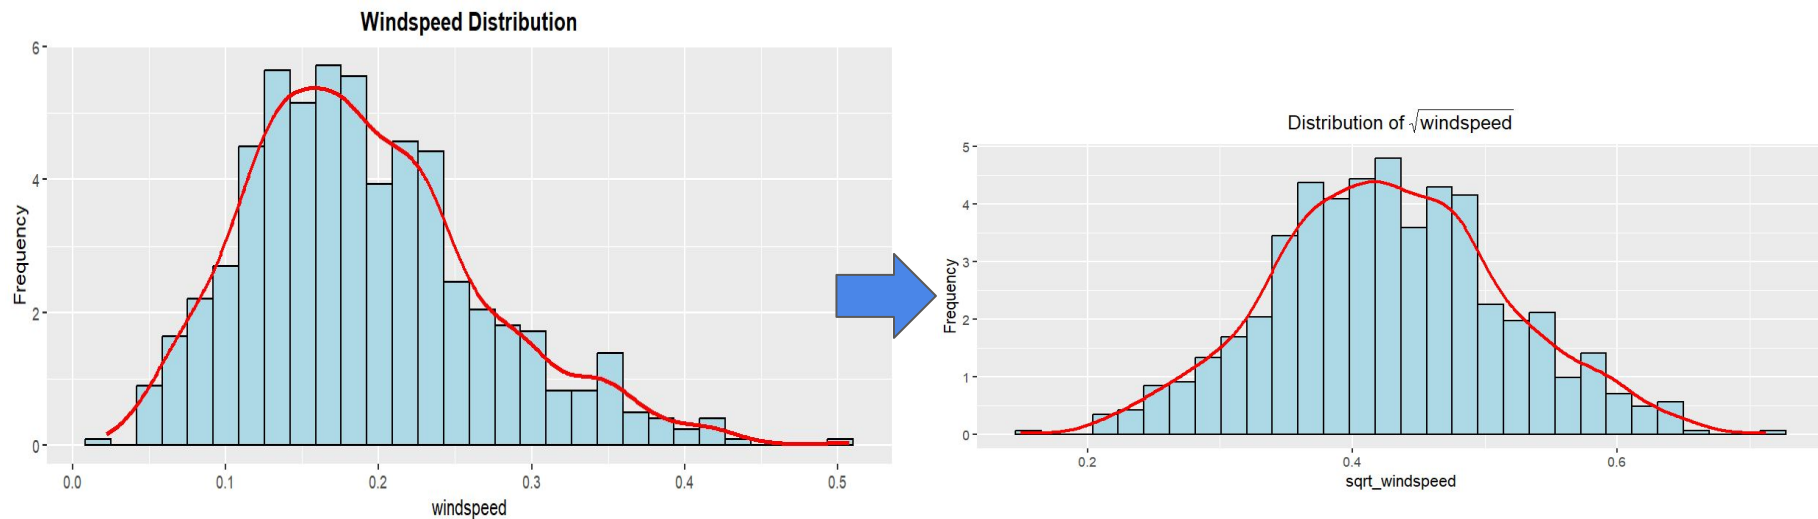 Windspeed Distribution
Frequency
6
4
2
0
0.0 0.1 0.2 0.3 0.4 0.5
windspeed
Distribution of √windspeed
Frequency
5
4
3
2
1
0
0.2 0.4 0.6
sqrt_windspeed